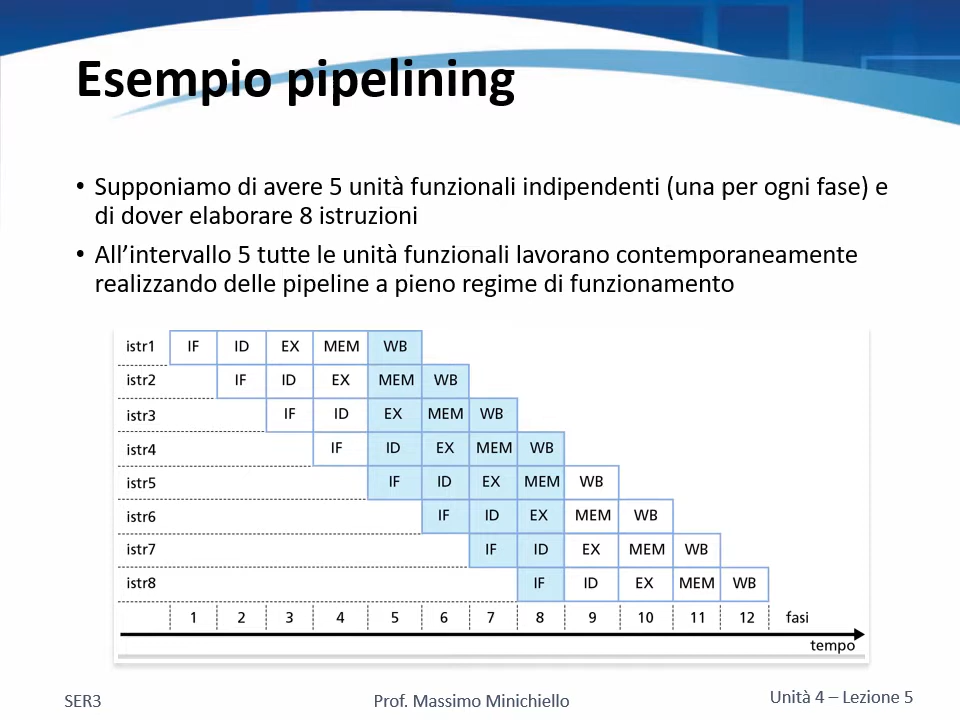 Esempio pipelining
• Supponiamo di avere 5 unità funzionali indipendenti (una per ogni fase) e
di dover elaborare 8 istruzioni
• All’intervallo 5 tutte le unità funzionali lavorano contemporaneamente
realizzando delle pipeline a pieno regime di funzionamento
istr1 IF ID EX MEM WB
istr2 IF ID EX MEM WB
istr3 IF ID EX MEM WB
istr4 IF ID EX MEM WB
istr5 IF ID EX MEM WB
istr6 IF ID EX MEM WB
istr7 IF ID EX MEM WB
istr8 IF ID EX MEM WB
1 2 3 4 5 6 7 8 9 10 11 12 fasi
tempo
SER3 Prof. Massimo Minichiello Unità 4 – Lezione 5